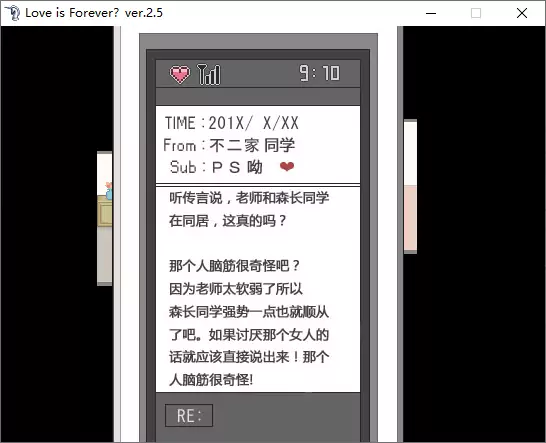 Love is Forever? ver.2.5
9:10
TIME :201X/ X/XX
From :不二家 同学
Sub :ＰＳ 呦 ❤
听传言说，老师和森长同学
在同居，这真的吗？
那个人脑筋很奇怪吧？
因为老师太软弱了所以
森长同学强势一点也就顺从
了吧。如果讨厌那个女人的
话就应该直接说出来！那个
人脑筋很奇怪!
RE: